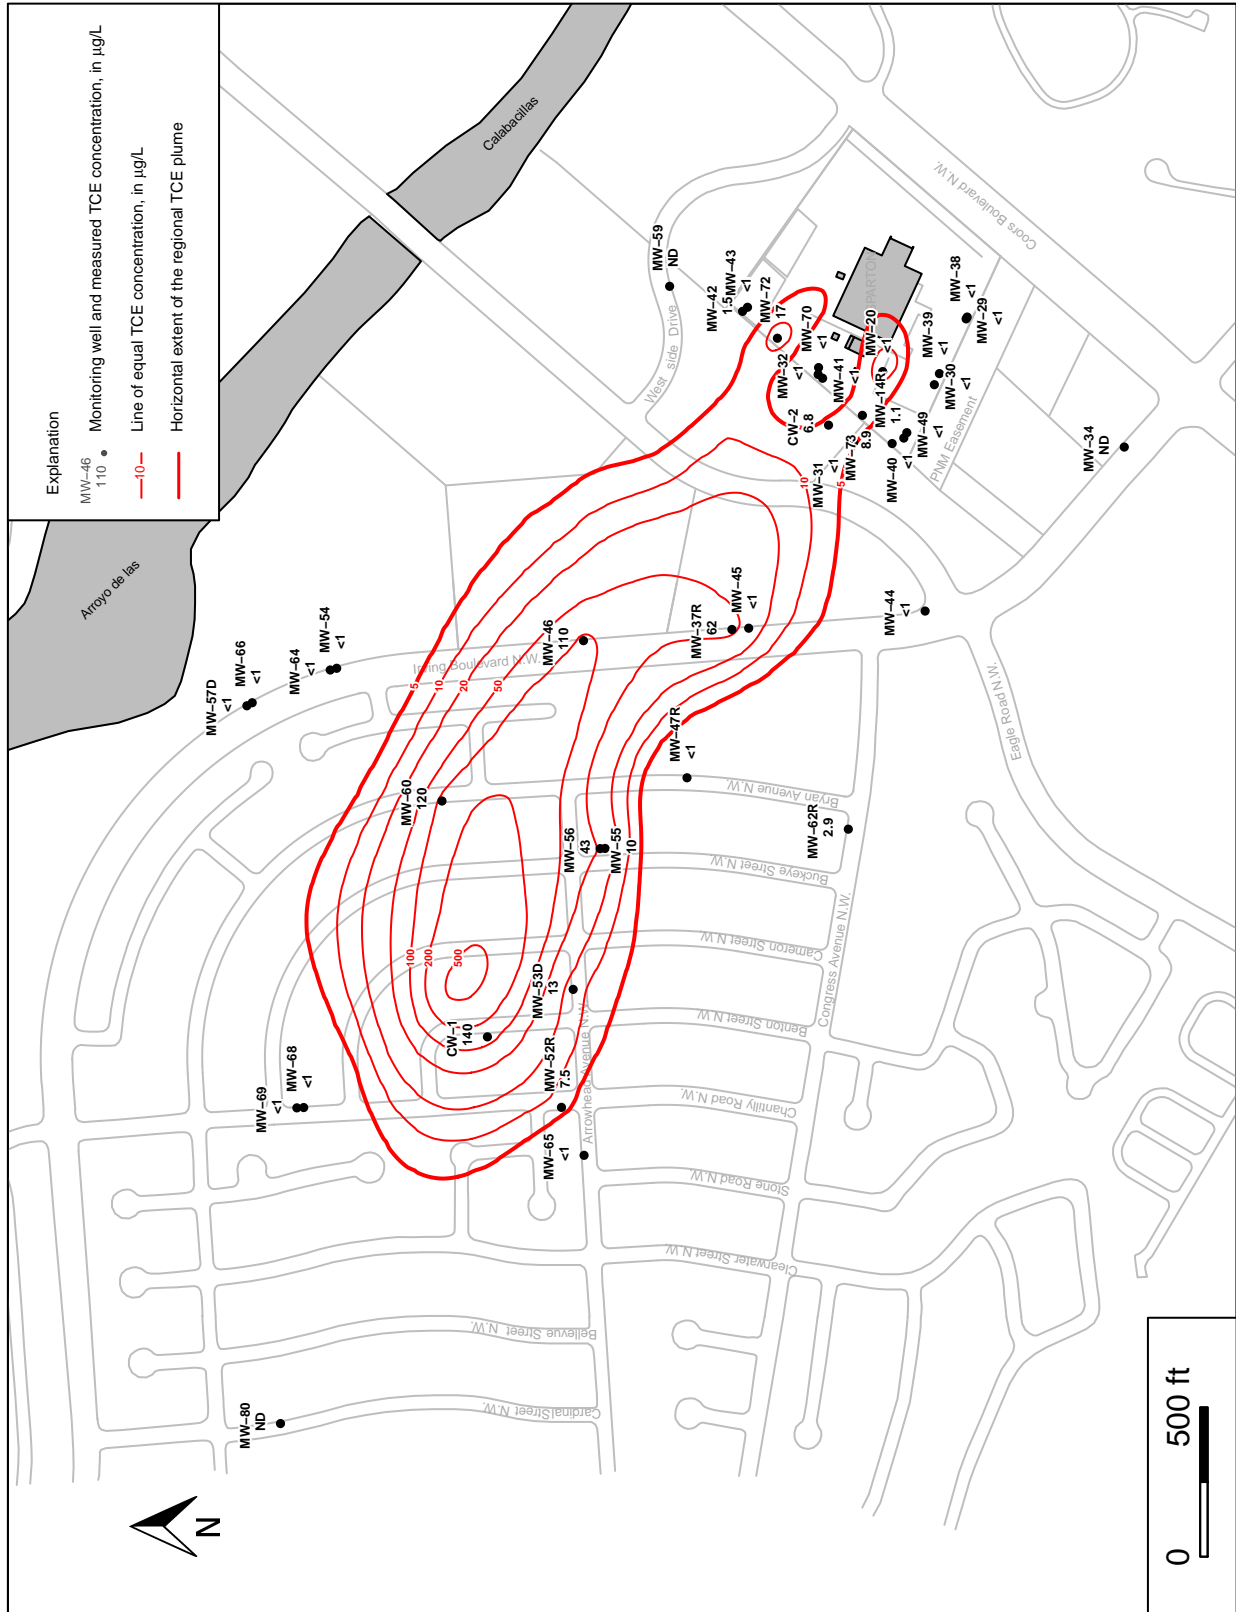 Explanation
MW–46
110
Monitoring well and measured TCE concentration, in µg/L
10
Line of equal TCE concentration, in µg/L
Horizontal extent of the regional TCE plume
Calabacillas
Arroyo de las
Coors Boulevard N.W.
West side Drive
MW–59
ND
MW–42
1.5
MW–43
<1
MW–72
17
MW–70
<1
MW–32
<1
MW–41
<1
CW–2
6.8
SPARTON
MW–20
<1
MW–14R
1.1
MW–73
8.9
MW–31
<1
MW–38
<1
MW–29
<1
MW–39
<1
MW–30
<1
MW–49
<1
MW–40
<1
PNM Easement
MW–34
ND
MW–44
<1
Eagle Road N.W.
MW–45
<1
MW–37R
62
MW–46
110
Irving Boulevard N.W.
MW–54
<1
MW–64
<1
MW–66
<1
MW–57D
<1
5
10
20
50
10
5
MW–47R
<1
Bryan Avenue N.W.
MW–62R
2.9
MW–60
120
MW–56
43
MW–55
10
Buckeye Street N.W.
Cameron Street N.W.
Congress Avenue N.W.
100
200
500
MW–53D
13
CW–1
140
Benton Street N.W.
Arrowhead Avenue N.W.
MW–52R
7.5
MW–68
<1
MW–69
<1
Chantilly Road N.W.
MW–65
<1
Stone Road N.W.
Clearwater Street N.W.
Bellevue Street N.W.
Cardinal Street N.W.
MW–80
ND
N
0
500 ft